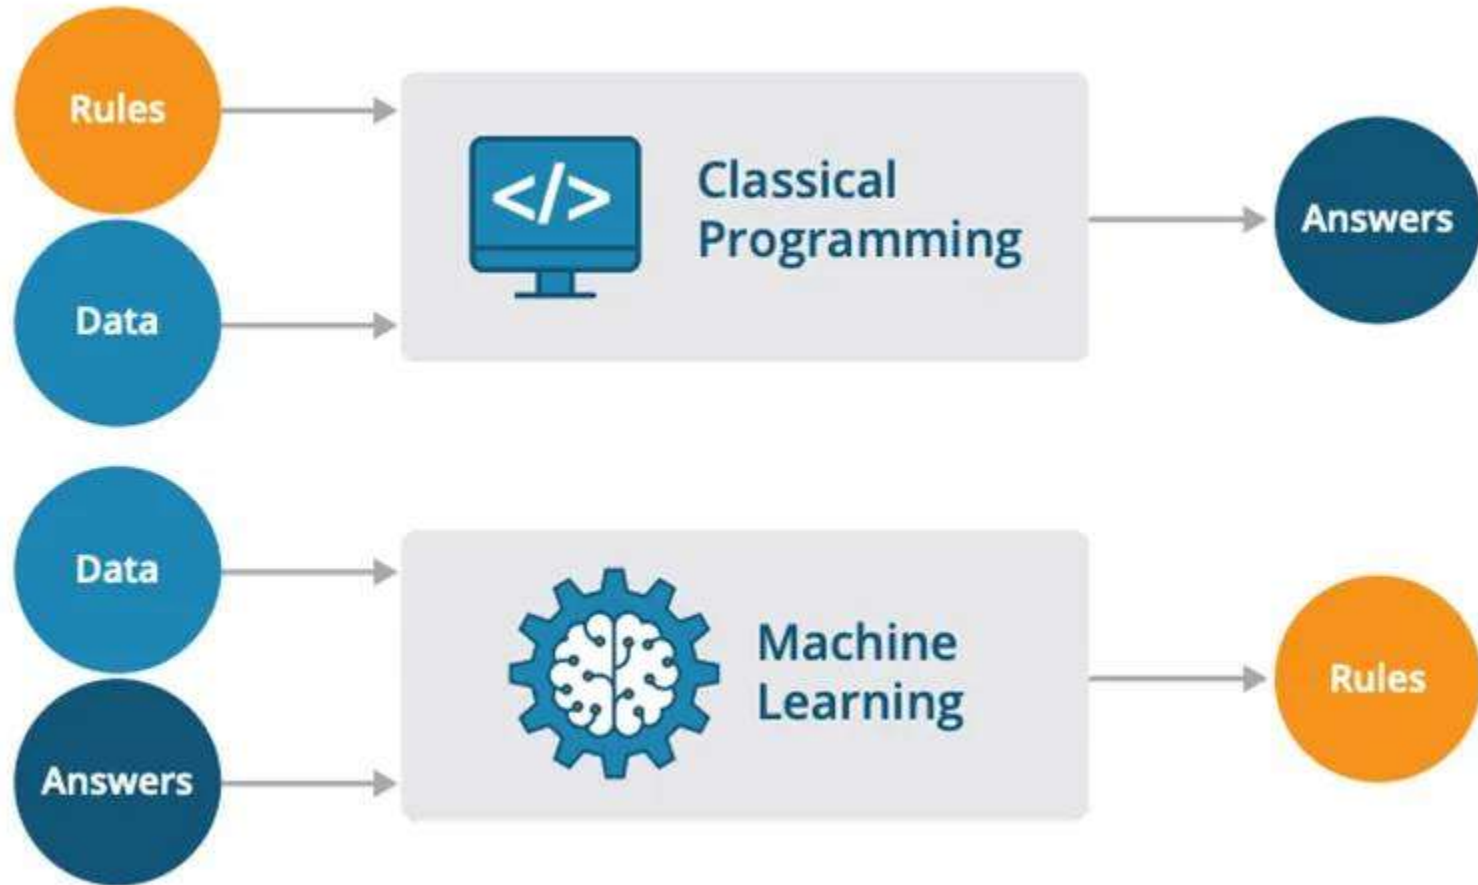 Rules
Data
</>
Classical
Programming
Answers
Data
Answers
Machine
Learning
Rules